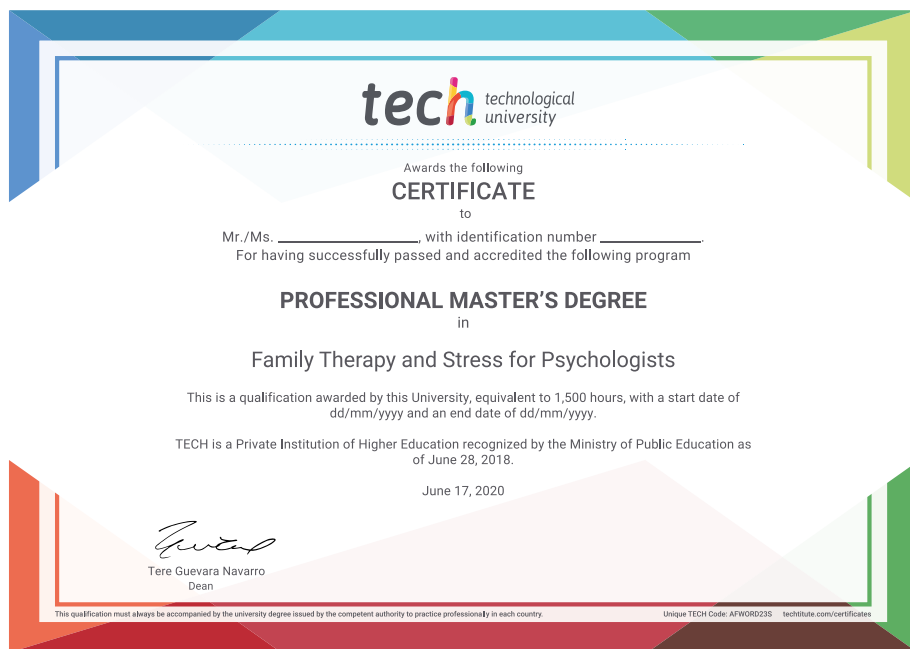 tech technological
university
Awards the following
CERTIFICATE
to
Mr./Ms. ____________________, with identification number ______________.
For having successfully passed and accredited the following program
PROFESSIONAL MASTER'S DEGREE
in
Family Therapy and Stress for Psychologists
This is a qualification awarded by this University, equivalent to 1,500 hours, with a start date of
dd/mm/yyyy and an end date of dd/mm/yyyy.
TECH is a Private Institution of Higher Education recognized by the Ministry of Public Education as
of June 28, 2018.
June 17, 2020
Tere Guevara Navarro
Dean
This qualification must always be accompanied by the university degree issued by the competent authority to practice professionally in each country. Unique TECH Code: AFWORD23S techtitute.com/certificates